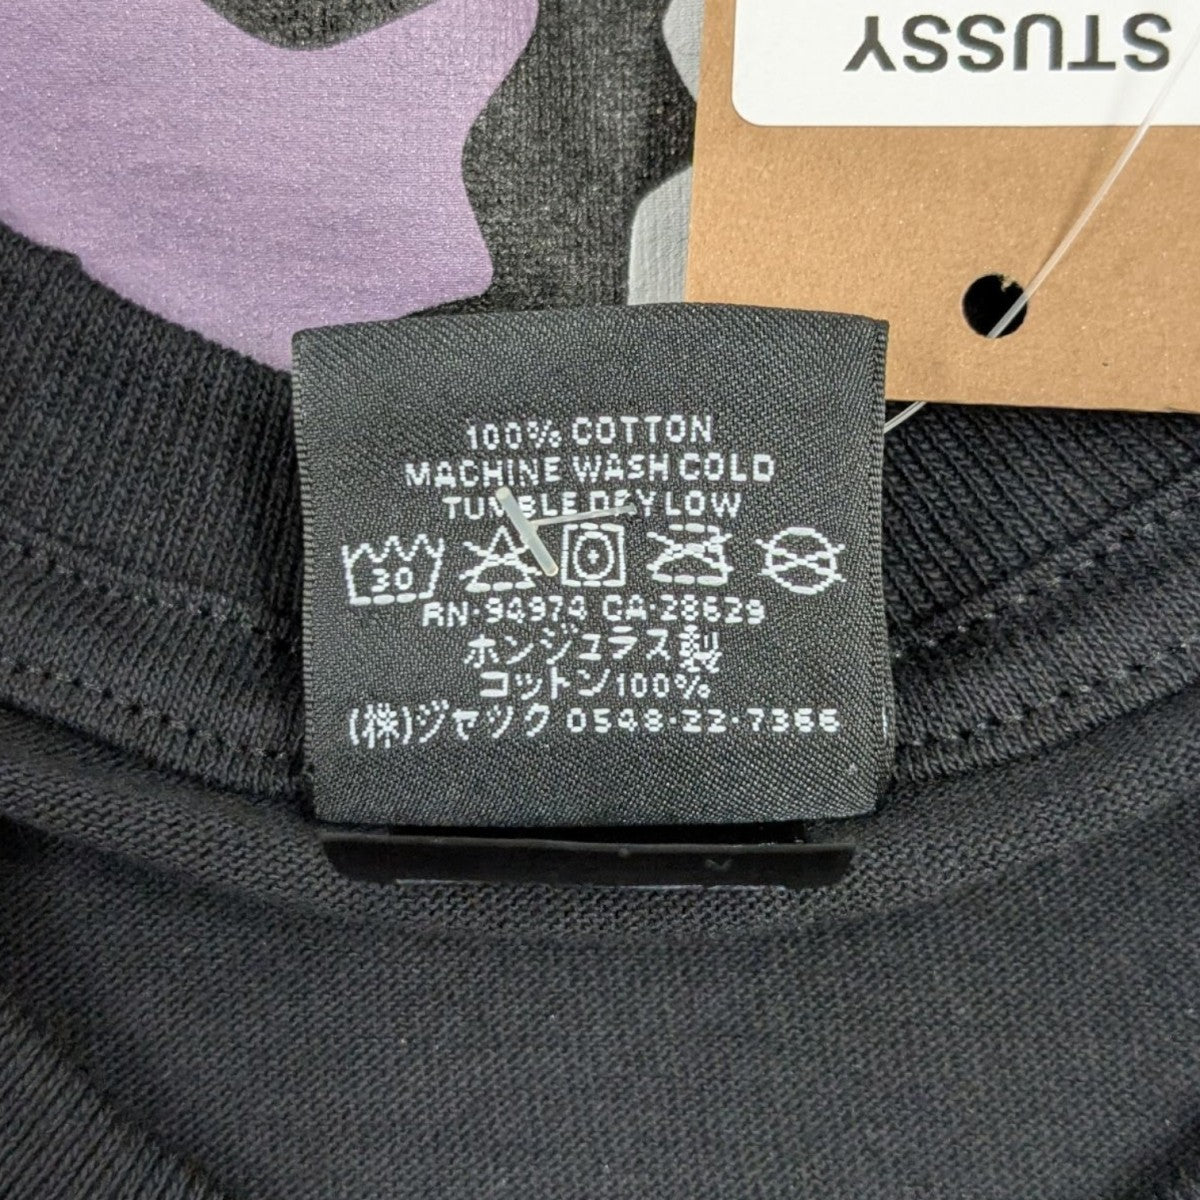 STUSSY
100% COTTON
MACHINE WASH COLD
TUMBLE DRY LOW
30
RN-94974 CA-28629
ホンジュラス製
コットン100%
(株)ジャック 0548-22-7366